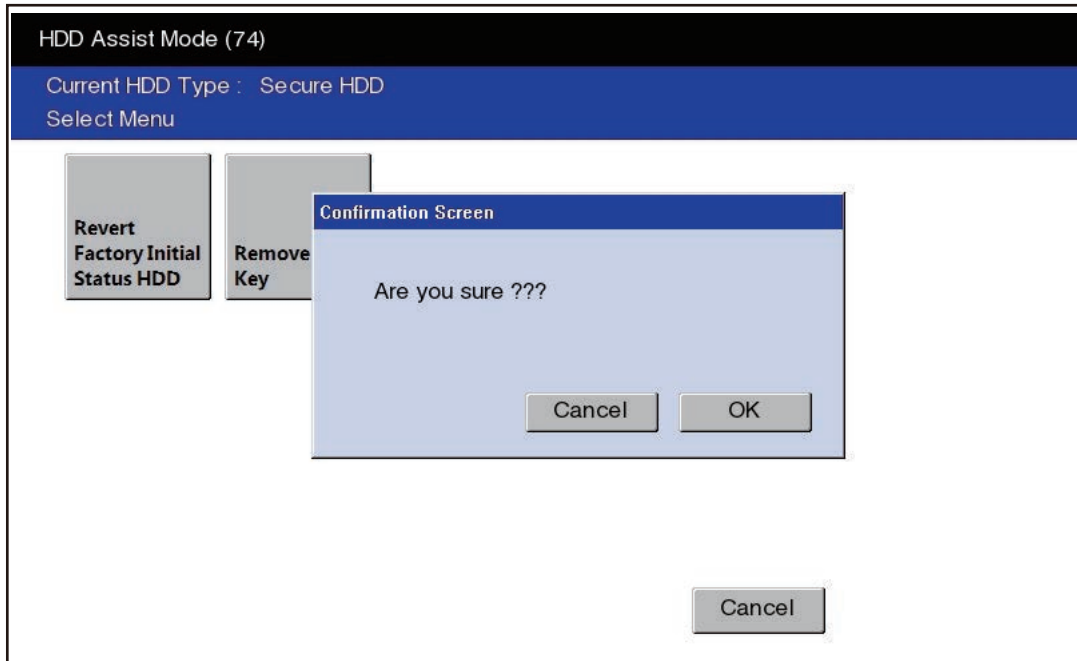 HDD Assist Mode (74)
Current HDD Type : Secure HDD
Select Menu
Revert
Factory Initial
Status HDD
Remove
Key
Confirmation Screen
Are you sure ???
Cancel
OK
Cancel